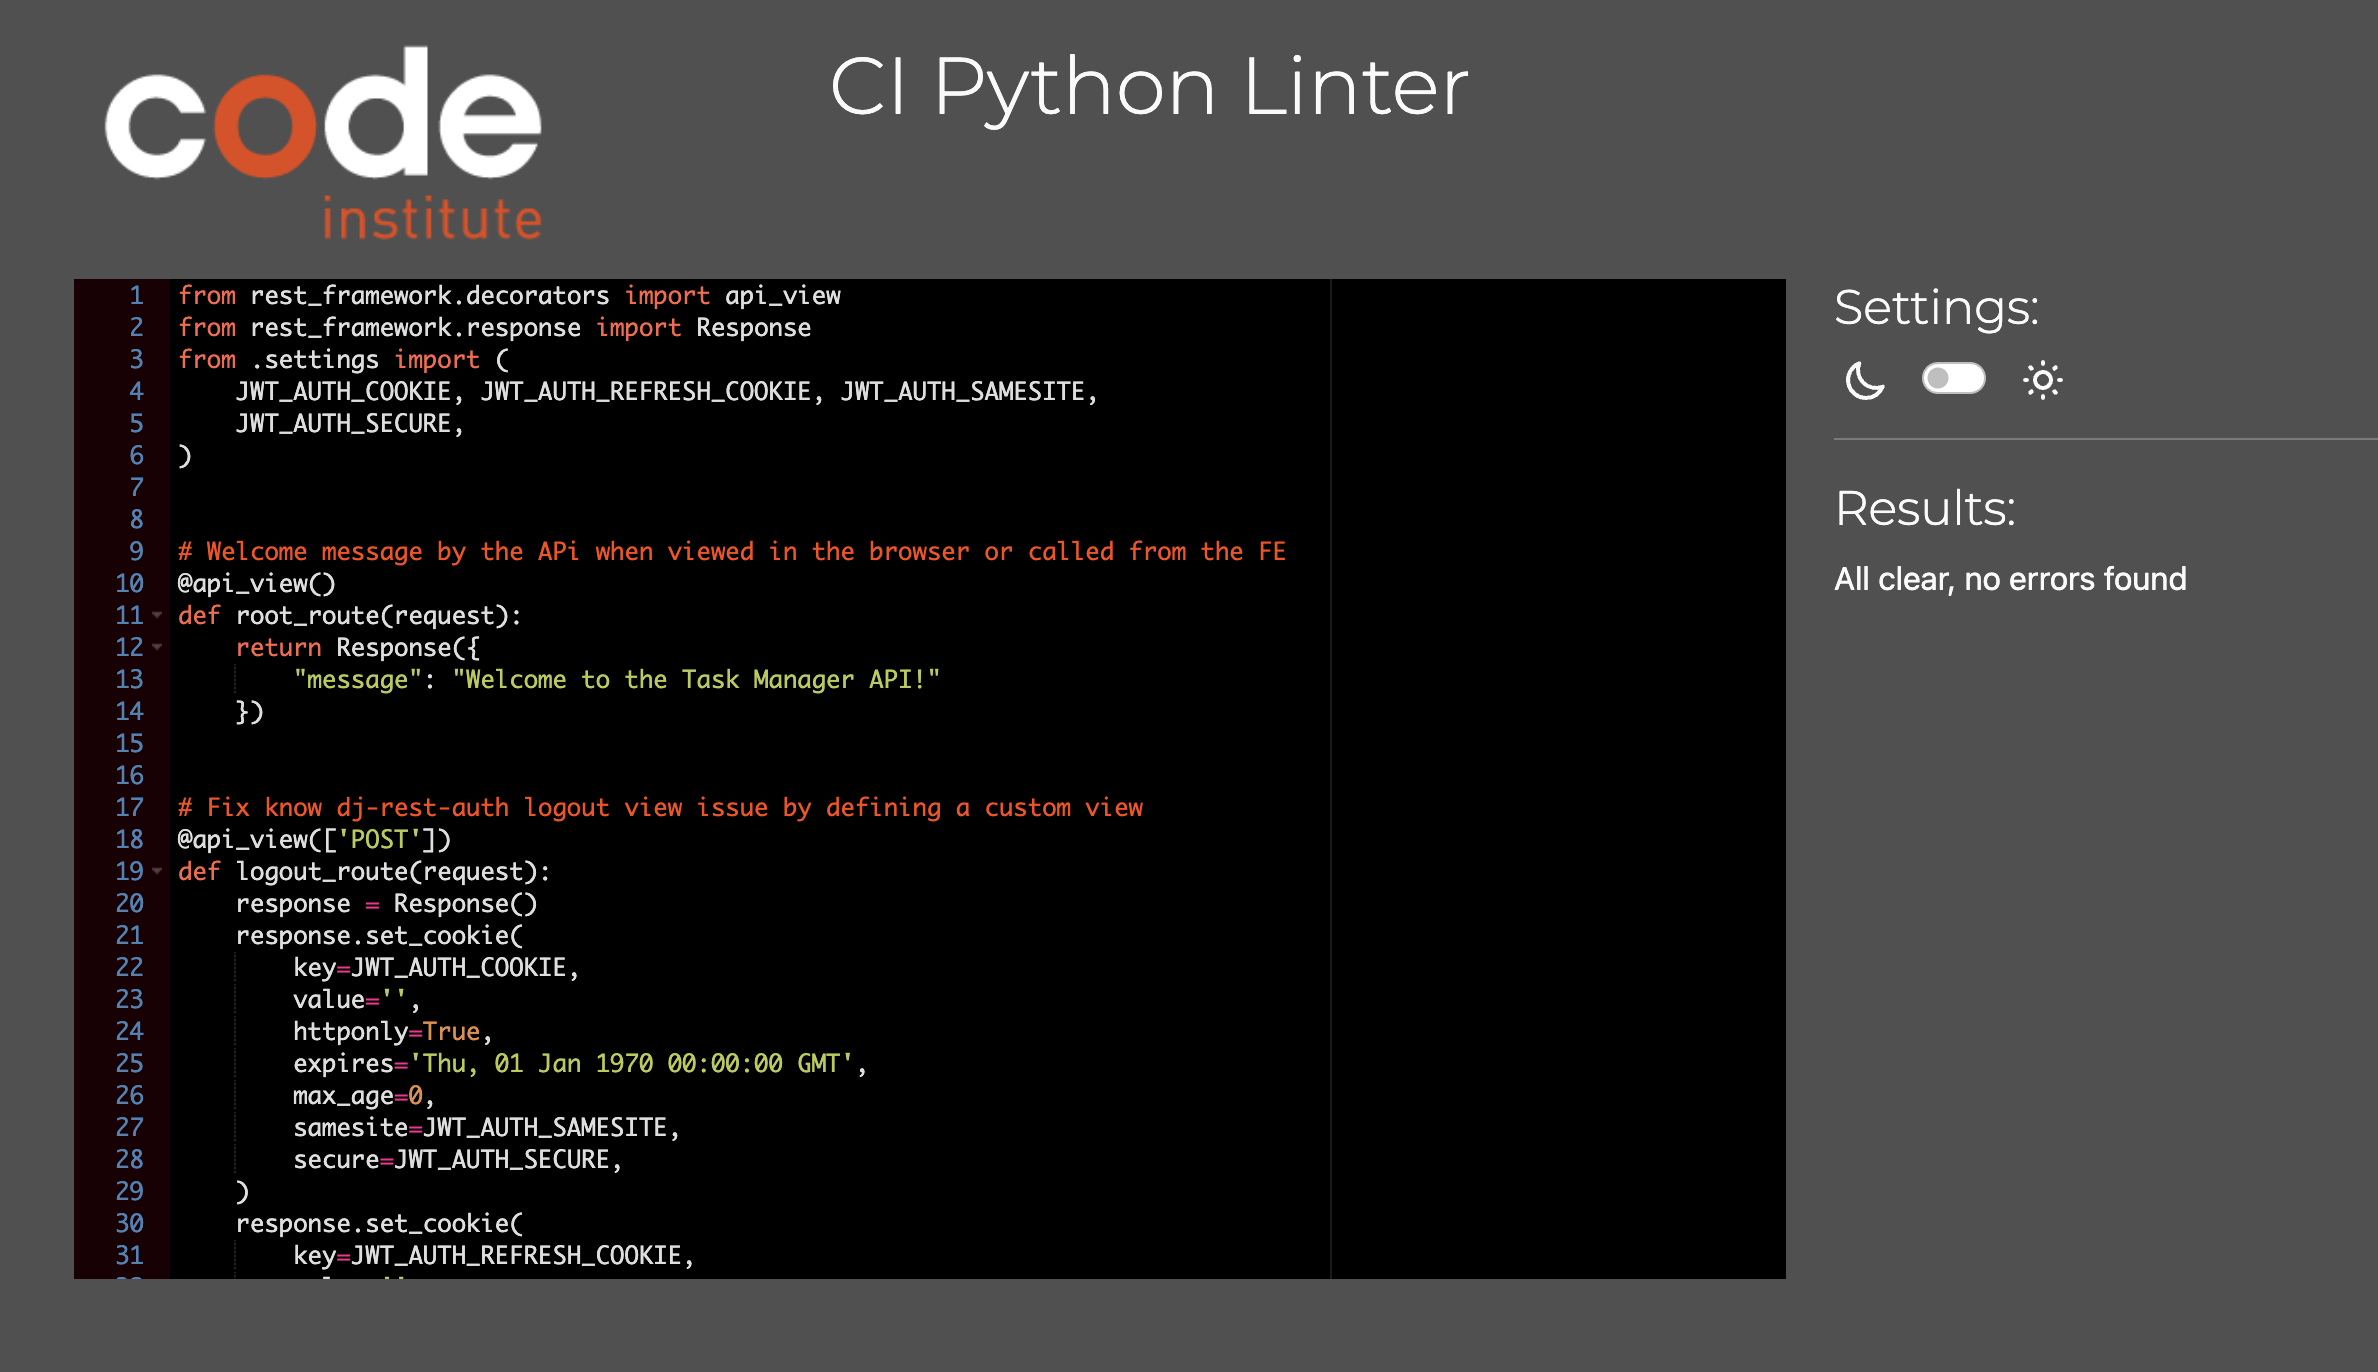 code
institute
CI Python Linter
1 from rest_framework.decorators import api_view
2 from rest_framework.response import Response
3 from .settings import (
4     JWT_AUTH_COOKIE, JWT_AUTH_REFRESH_COOKIE, JWT_AUTH_SAMESITE,
5     JWT_AUTH_SECURE,
6 )
7
8
9 # Welcome message by the APi when viewed in the browser or called from the FE
10 @api_view()
11 def root_route(request):
12     return Response({
13         "message": "Welcome to the Task Manager API!"
14     })
15
16
17 # Fix know dj-rest-auth logout view issue by defining a custom view
18 @api_view(['POST'])
19 def logout_route(request):
20     response = Response()
21     response.set_cookie(
22         key=JWT_AUTH_COOKIE,
23         value='',
24         httponly=True,
25         expires='Thu, 01 Jan 1970 00:00:00 GMT',
26         max_age=0,
27         samesite=JWT_AUTH_SAMESITE,
28         secure=JWT_AUTH_SECURE,
29     )
30     response.set_cookie(
31         key=JWT_AUTH_REFRESH_COOKIE,
Settings:
Results:
All clear, no errors found